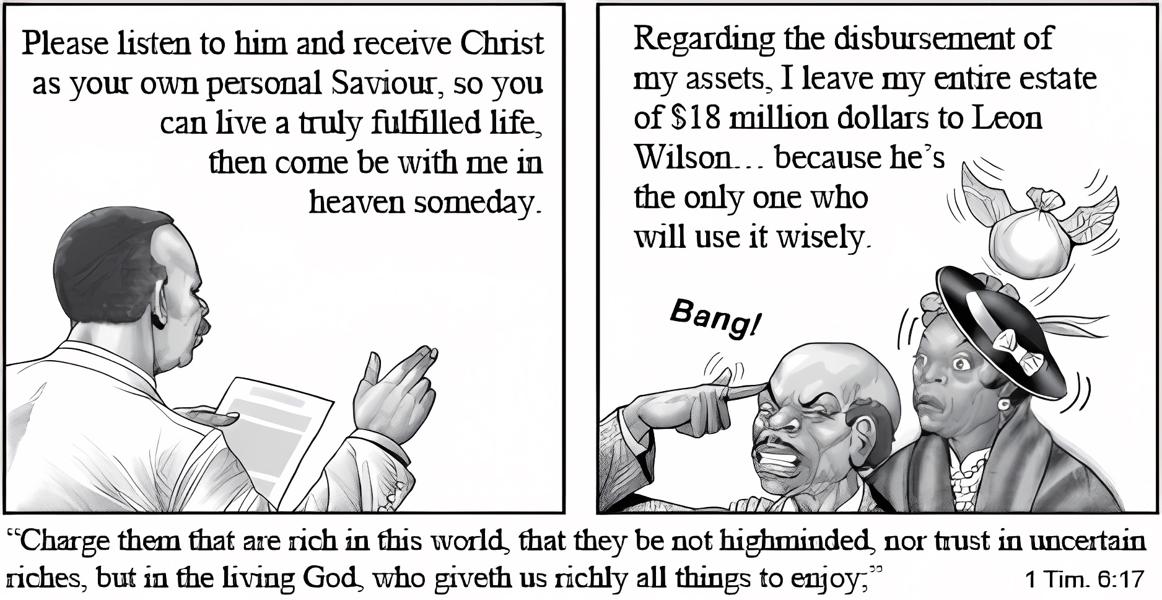 Please listen to him and receive Christ
as your own personal Saviour, so you
can live a truly fulfilled life,
then come be with me in
heaven someday.
Regarding the disbursement of
my assets, I leave my entire estate
of $18 million dollars to Leon
Wilson... because he's
the only one who
will use it wisely.
Bang!
“Charge them that are rich in this world, that they be not highminded, nor trust in uncertain
riches, but in the living God, who giveth us richly all things to enjoy;”
1 Tim. 6:17